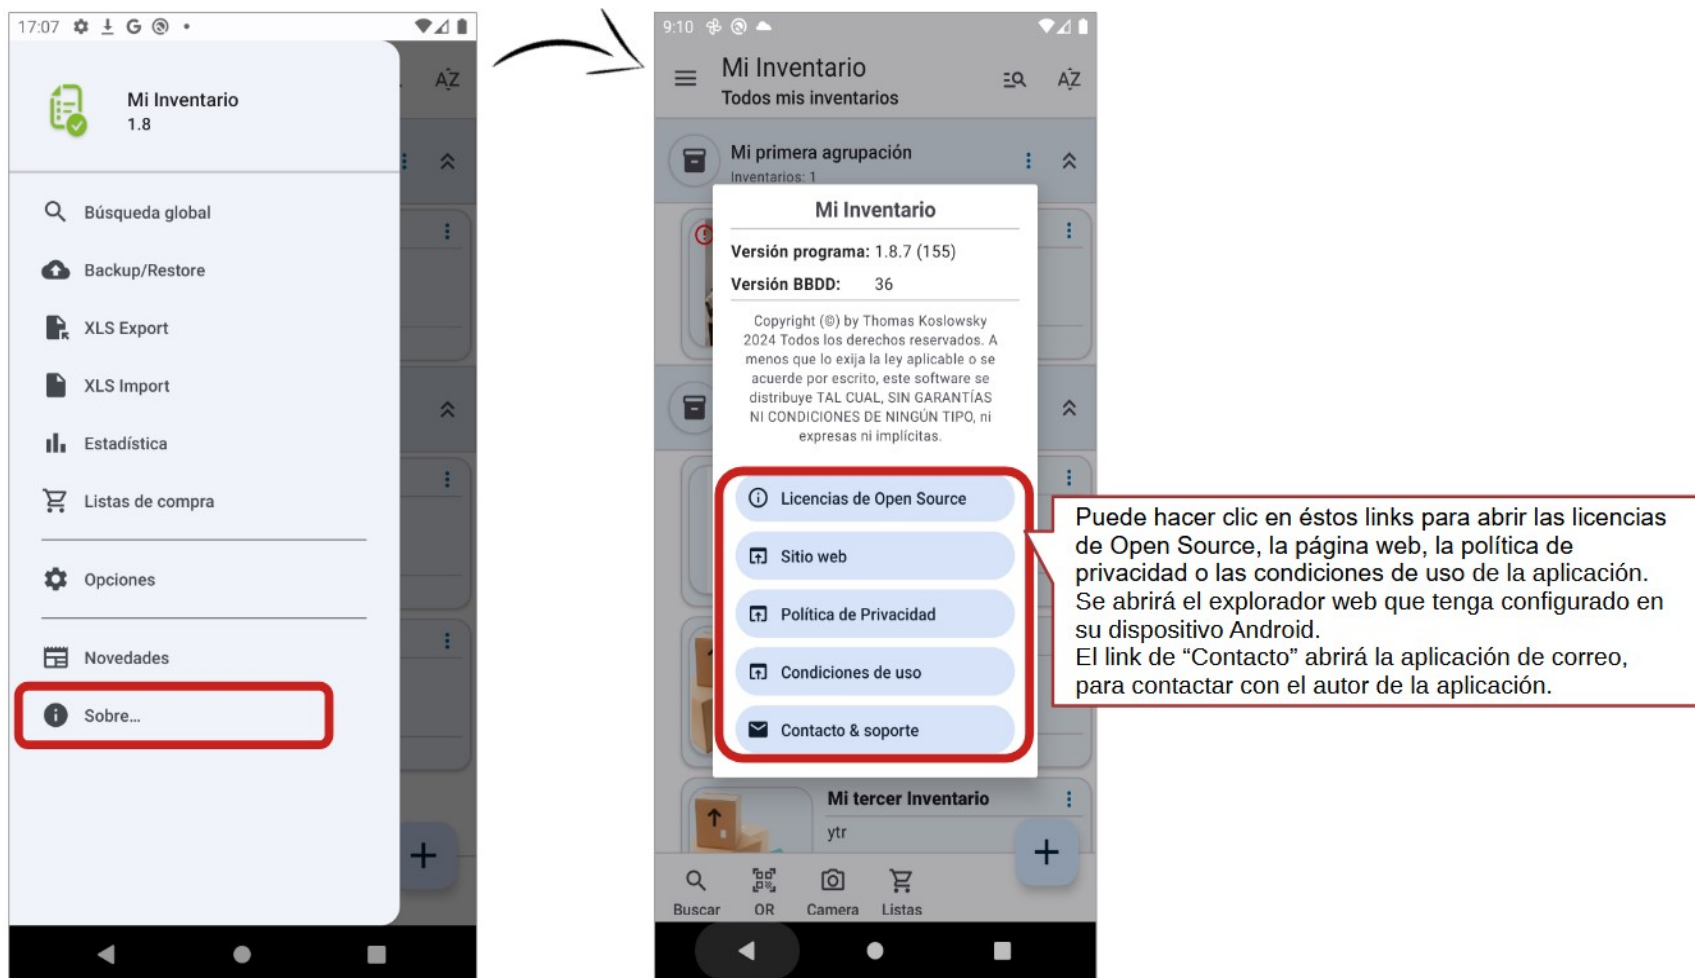 17:07
Mi Inventario
1.8
Búsqueda global
Backup/Restore
XLS Export
XLS Import
Estadística
Listas de compra
Opciones
Novedades
Sobre...
AZ
9:10
Mi Inventario
Todos mis inventarios
AZ
Mi primera agrupación
Inventarios: 1
Mi Inventario
Versión programa: 1.8.7 (155)
Versión BBDD: 36
Copyright (©) by Thomas Koslowsky
2024 Todos los derechos reservados. A
menos que lo exija la ley aplicable o se
acuerde por escrito, este software se
distribuye TAL CUAL, SIN GARANTÍAS
NI CONDICIONES DE NINGÚN TIPO, ni
expresas ni implícitas.
Licencias de Open Source
Sitio web
Política de Privacidad
Condiciones de uso
Contacto & soporte
Mi tercer Inventario
ytr
Buscar QR Camera Listas
Puede hacer clic en éstos links para abrir las licencias
de Open Source, la página web, la política de
privacidad o las condiciones de uso de la aplicación.
Se abrirá el explorador web que tenga configurado en
su dispositivo Android.
El link de “Contacto” abrirá la aplicación de correo,
para contactar con el autor de la aplicación.